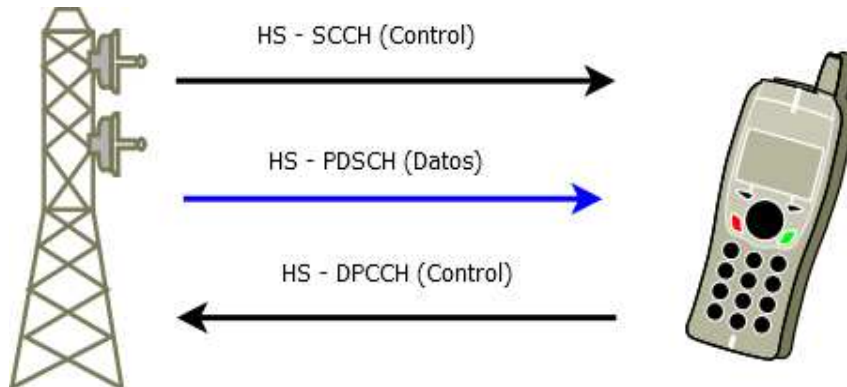 HS - SCCH (Control)
HS - PDSCH (Datos)
HS - DPCCH (Control)